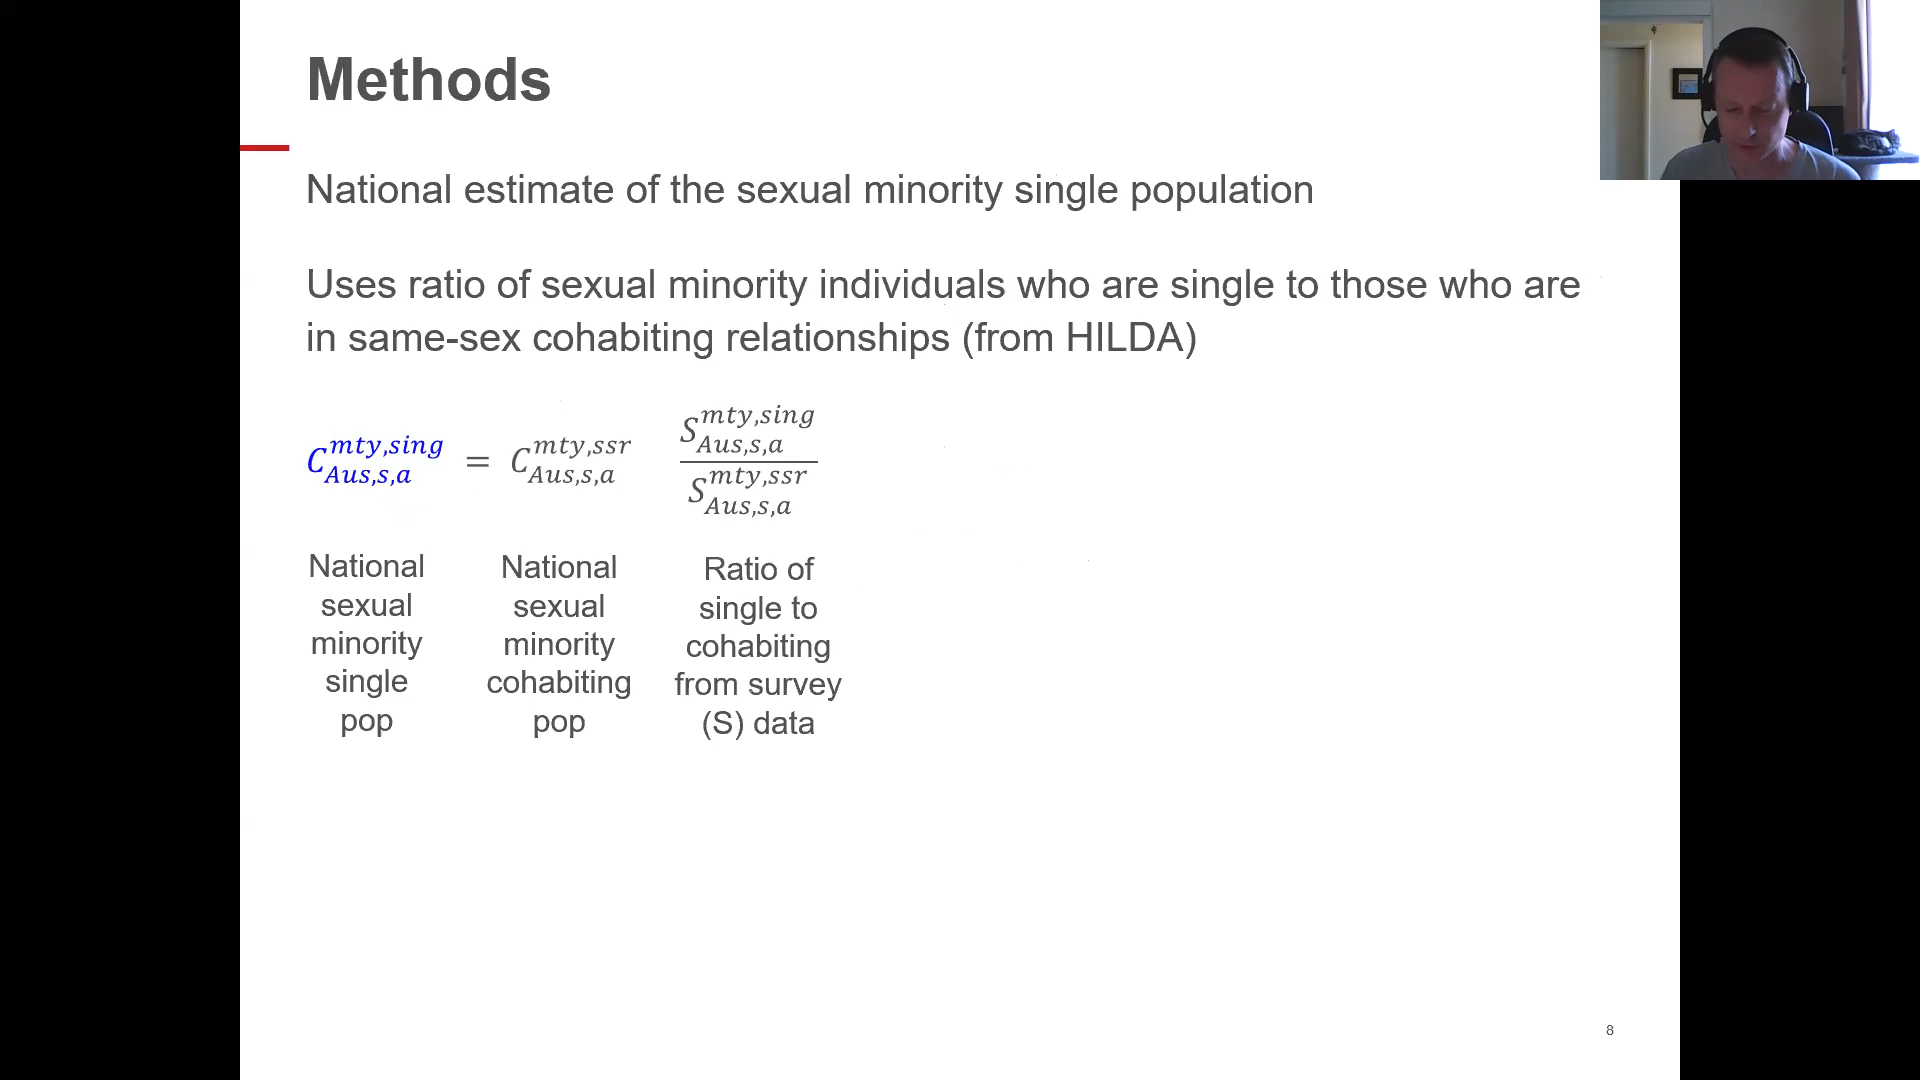 Methods
National estimate of the sexual minority single population
Uses ratio of sexual minority individuals who are single to those who are
in same-sex cohabiting relationships (from HILDA)
C^{mty,sing}_{Aus,s,a} = C^{mty,ssr}_{Aus,s,a} \frac{S^{mty,sing}_{Aus,s,a}}{S^{mty,ssr}_{Aus,s,a}}
National
sexual
minority
single
pop
National
sexual
minority
cohabiting
pop
Ratio of
single to
cohabiting
from survey
(S) data
8